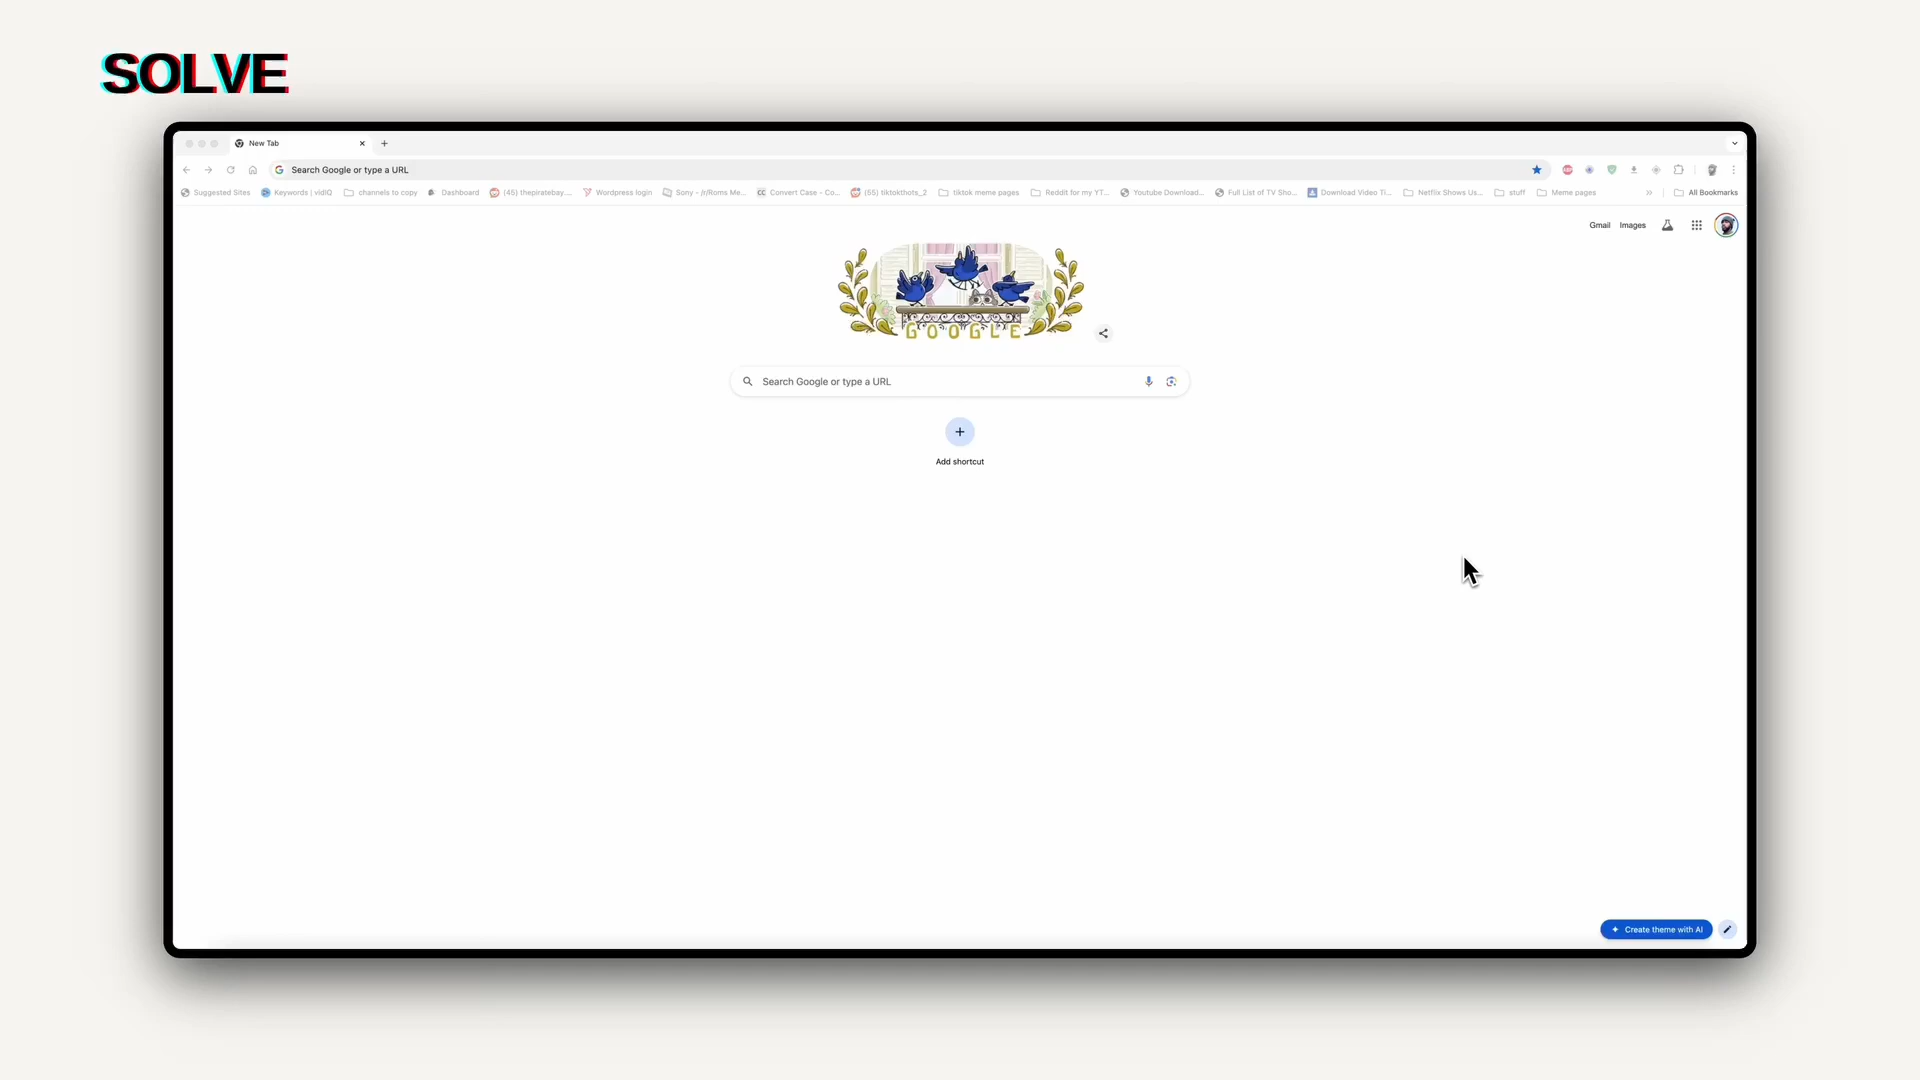 SOLVE
New Tab
Search Google or type a URL
Suggested Sites
Keywords | vidIQ
channels to copy
Dashboard
(45) thepiratebay....
Wordpress login
Sony - /r/Roms Me...
CC Convert Case - Co...
(55) tiktokthots_2
tiktok meme pages
Reddit for my YT...
Youtube Download...
Full List of TV Sho...
Download Video Ti...
Netflix Shows Us...
stuff
Meme pages
All Bookmarks
Gmail
Images
GOOGLE
Search Google or type a URL
Add shortcut
Create theme with AI